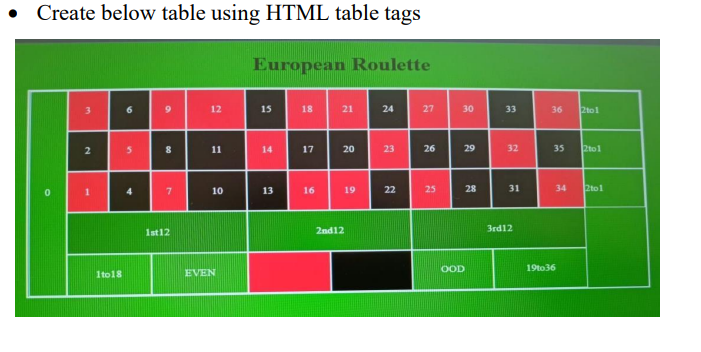 • Create below table using HTML table tags
European Roulette
3 6 9 12 15 18 21 24 27 30 33 36 2to1
2 5 8 11 14 17 20 23 26 29 32 35 2to1
0 1 4 7 10 13 16 19 22 25 28 31 34 2to1
1st12 2nd12 3rd12
1to18 EVEN OOD 19to36